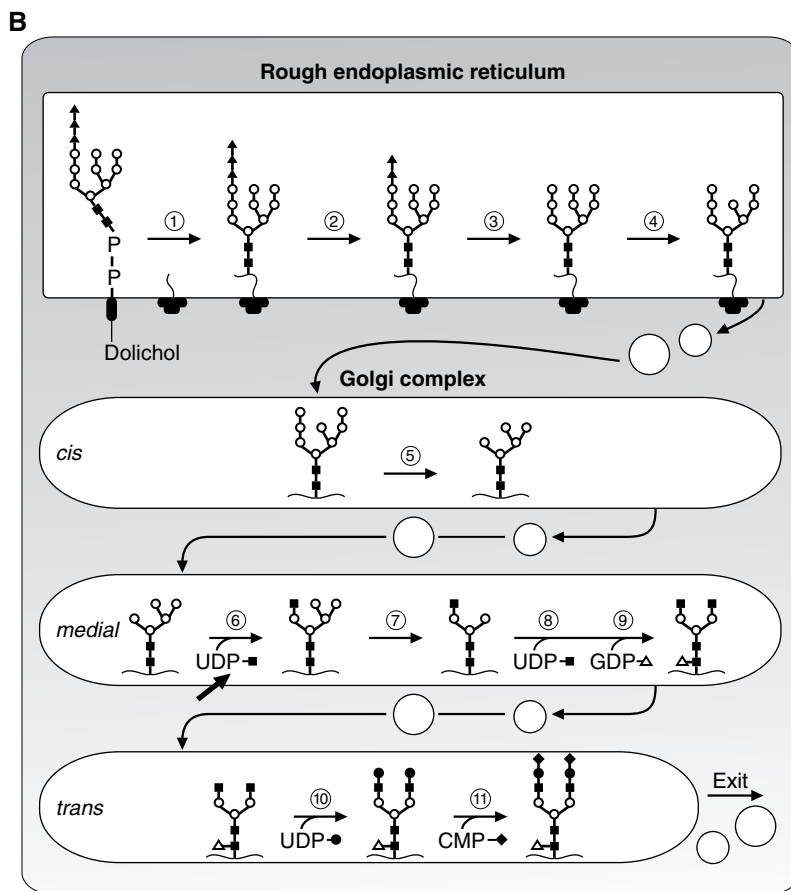 B
Rough endoplasmic reticulum
① ② ③ ④
P
P
Dolichol
Golgi complex
cis
⑤
medial
⑥ ⑦ ⑧ ⑨
UDP UDP GDP
trans
⑩ ⑪
UDP CMP
Exit